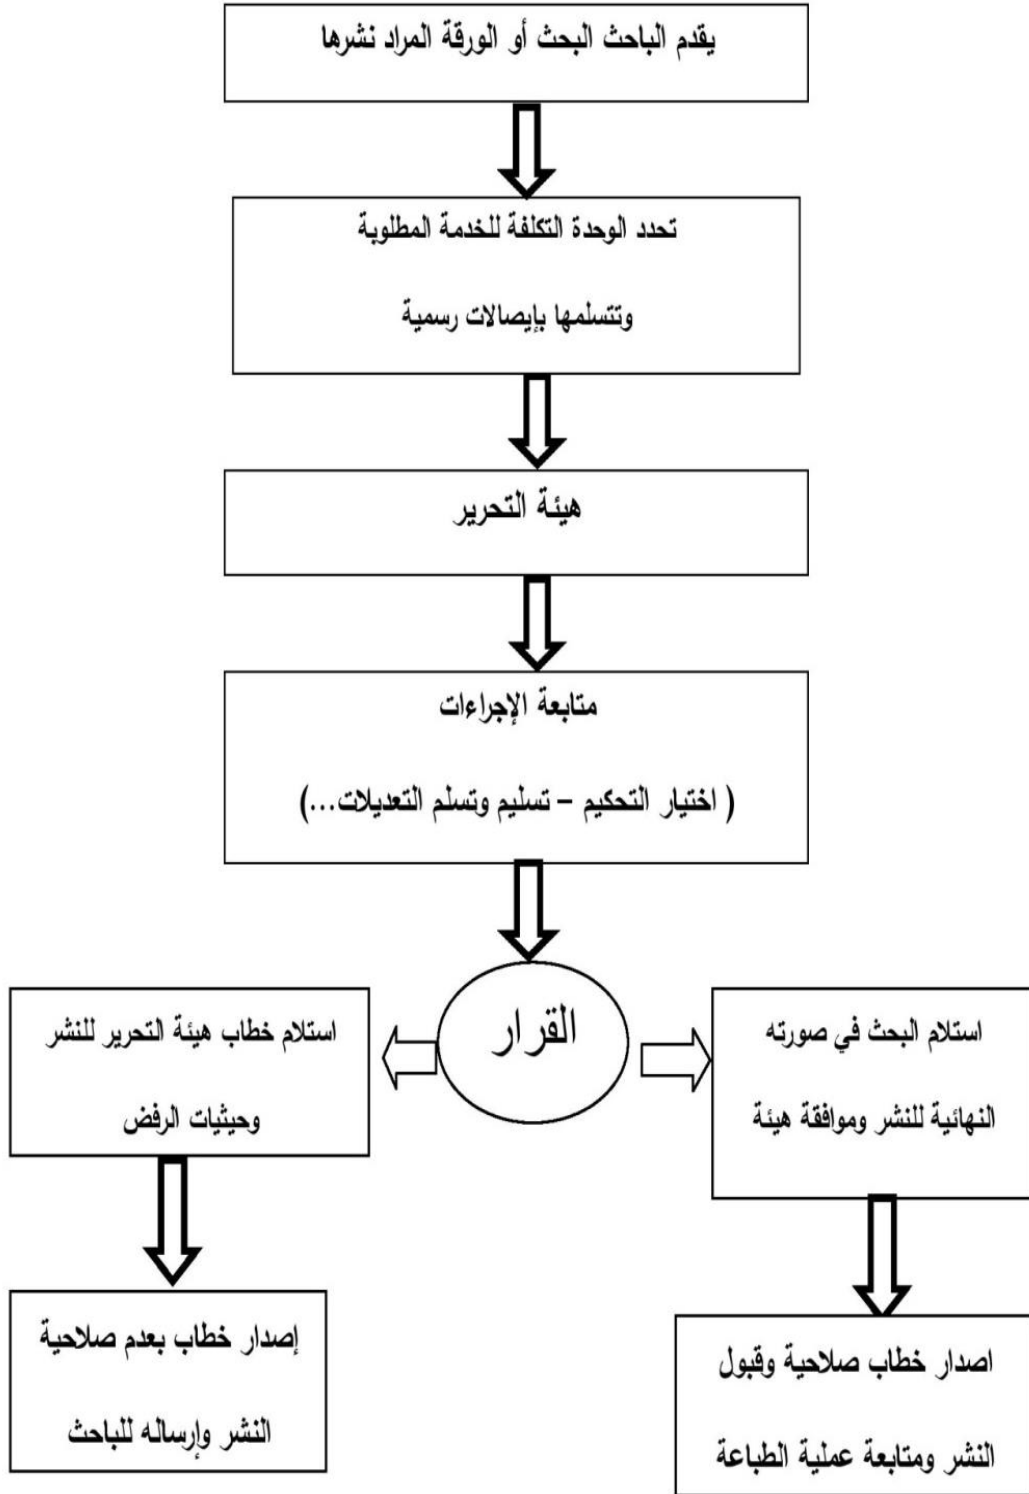 يقدم الباحث البحث أو الورقة المراد نشرها
تحدد الوحدة التكلفة للخدمة المطلوبة
وتتسلمها بإيصالات رسمية
هيئة التحرير
متابعة الإجراءات
( اختيار التحكيم – تسليم وتسلم التعديلات...)
القرار
استلام البحث في صورته
النهائية للنشر وموافقة هيئة
استلام خطاب هيئة التحرير للنشر
وحيثيات الرفض
اصدار خطاب صلاحية وقبول
النشر ومتابعة عملية الطباعة
إصدار خطاب بعدم صلاحية
النشر وإرساله للباحث